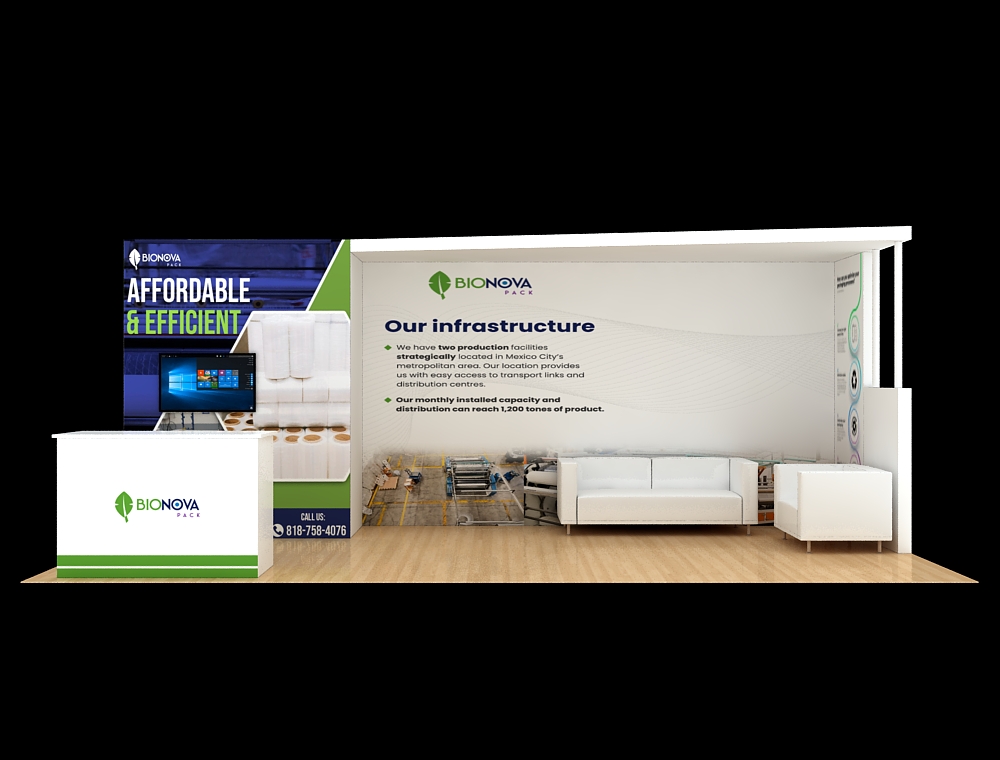 BIONOVA
PACK
AFFORDABLE
& EFFICIENT
CALL US:
818-758-4076
BIONOVA
PACK
BIONOVA
PACK
Our infrastructure
We have two production facilities
strategically located in Mexico City's
metropolitan area. Our location provides
us with easy access to transport links and
distribution centres.
Our monthly installed capacity and
distribution can reach 1,200 tones of product.